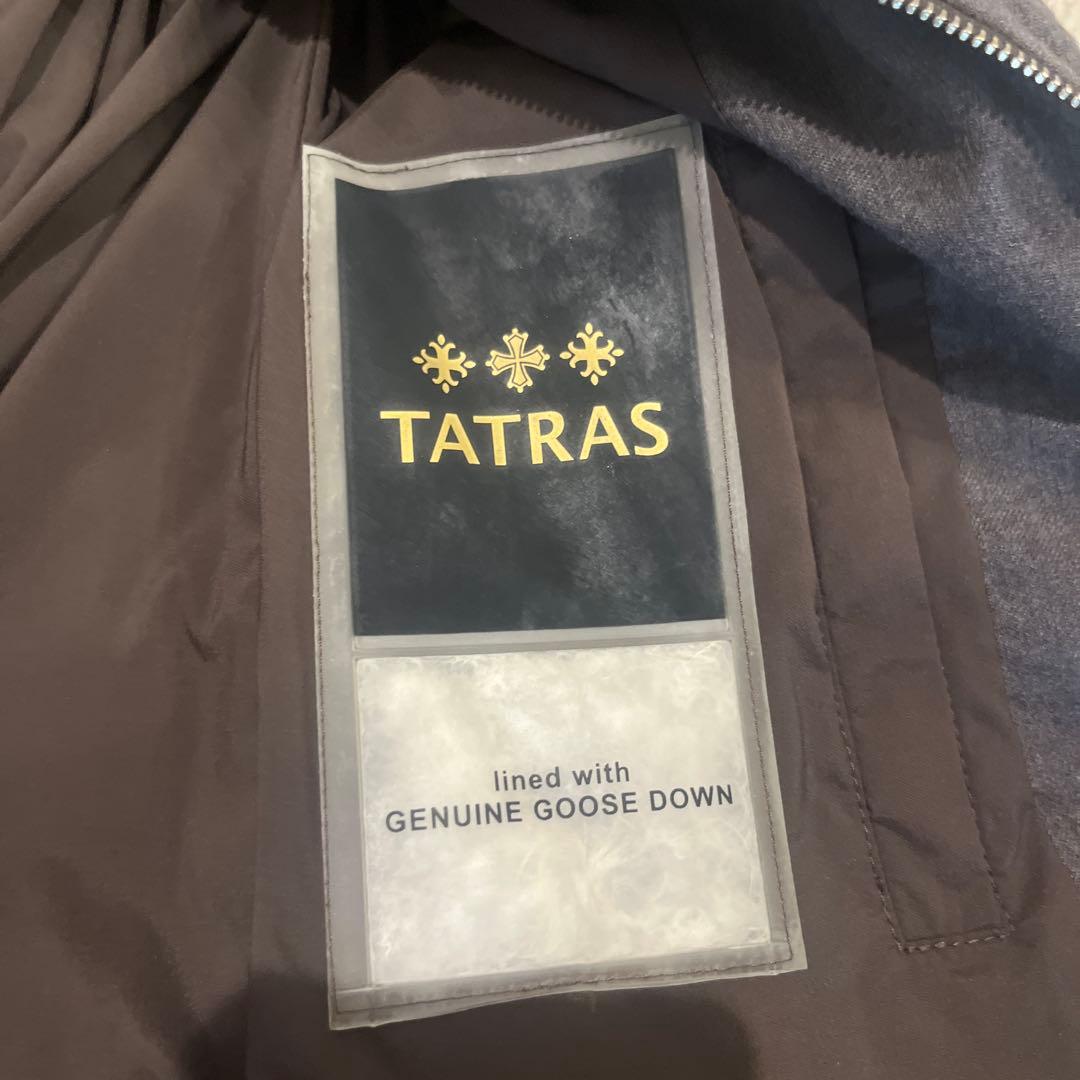 TATRAS
lined with
GENUINE GOOSE DOWN